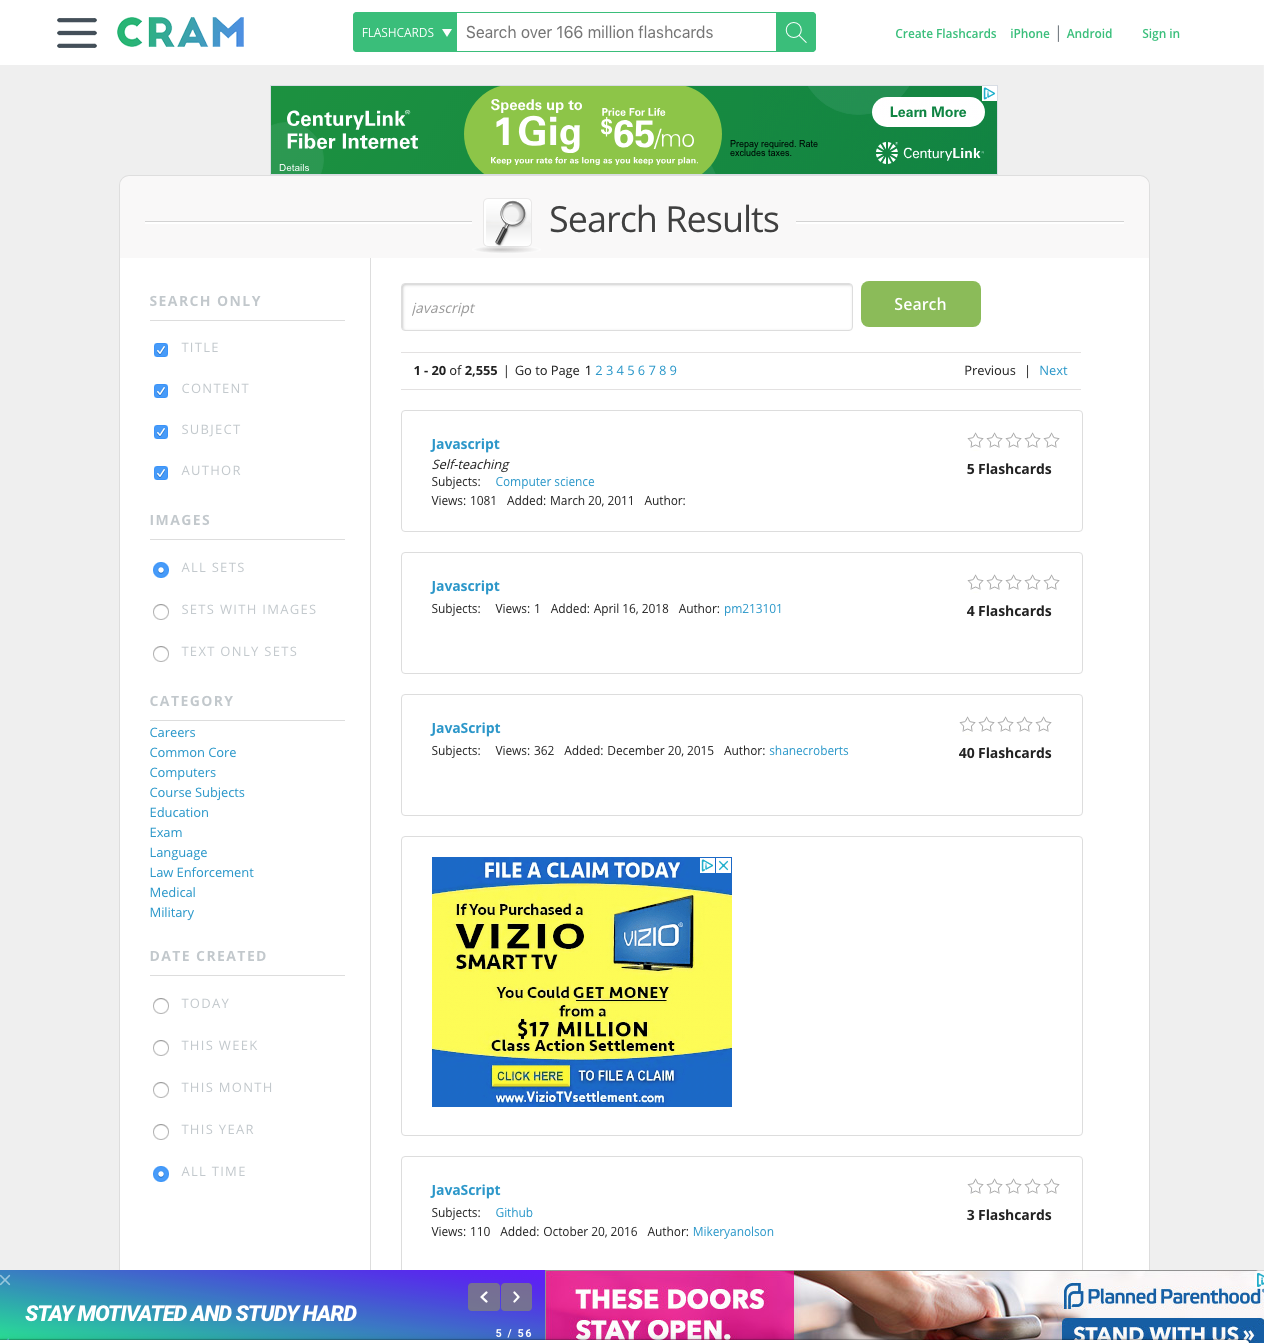 CRAM
FLASHCARDS
Search over 166 million flashcards
Create Flashcards
iPhone | Android
Sign in
CenturyLink®
Fiber Internet
Details
Speeds up to
1Gig
Price For Life
$65/mo
Keep your rate for as long as you keep your plan.
Prepay required. Rate
excludes taxes.
Learn More
CenturyLink
Search Results
SEARCH ONLY
TITLE
CONTENT
SUBJECT
AUTHOR
IMAGES
ALL SETS
SETS WITH IMAGES
TEXT ONLY SETS
CATEGORY
Careers
Common Core
Computers
Course Subjects
Education
Exam
Language
Law Enforcement
Medical
Military
DATE CREATED
TODAY
THIS WEEK
THIS MONTH
THIS YEAR
ALL TIME
javascript
Search
1 - 20 of 2,555 | Go to Page 1 2 3 4 5 6 7 8 9
Previous | Next
Javascript
Self-teaching
Subjects: Computer science
Views: 1081 Added: March 20, 2011 Author:
5 Flashcards
Javascript
Subjects: Views: 1 Added: April 16, 2018 Author: pm213101
4 Flashcards
JavaScript
Subjects: Views: 362 Added: December 20, 2015 Author: shanecroberts
40 Flashcards
FILE A CLAIM TODAY
If You Purchased a
VIZIO
SMART TV
VIZIO
You Could GET MONEY
from a
$17 MILLION
Class Action Settlement
CLICK HERE TO FILE A CLAIM
www.VizioTVsettlement.com
JavaScript
Subjects: Github
Views: 110 Added: October 20, 2016 Author: Mikeryanolson
3 Flashcards
STAY MOTIVATED AND STUDY HARD
5 / 56
THESE DOORS
STAY OPEN.
Planned Parenthood
STAND WITH US »